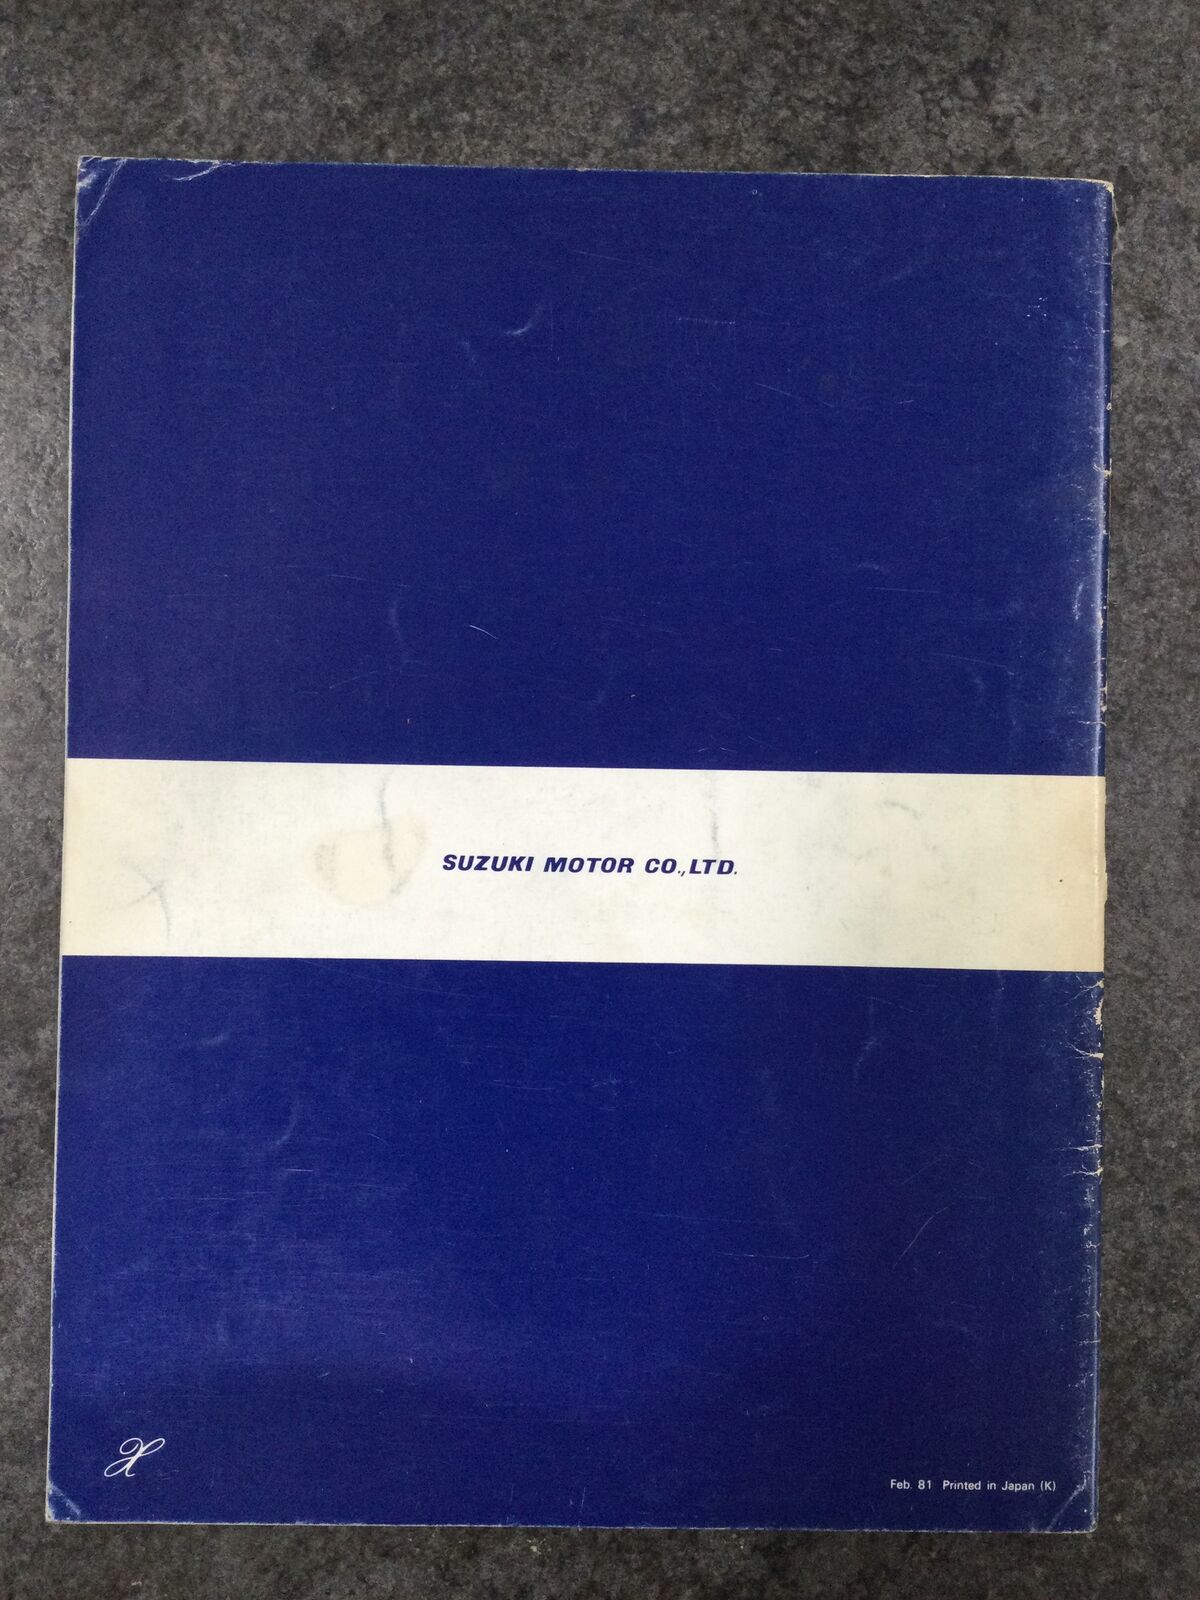 SUZUKI MOTOR CO.,LTD.
X
Feb. 81 Printed in Japan (K)